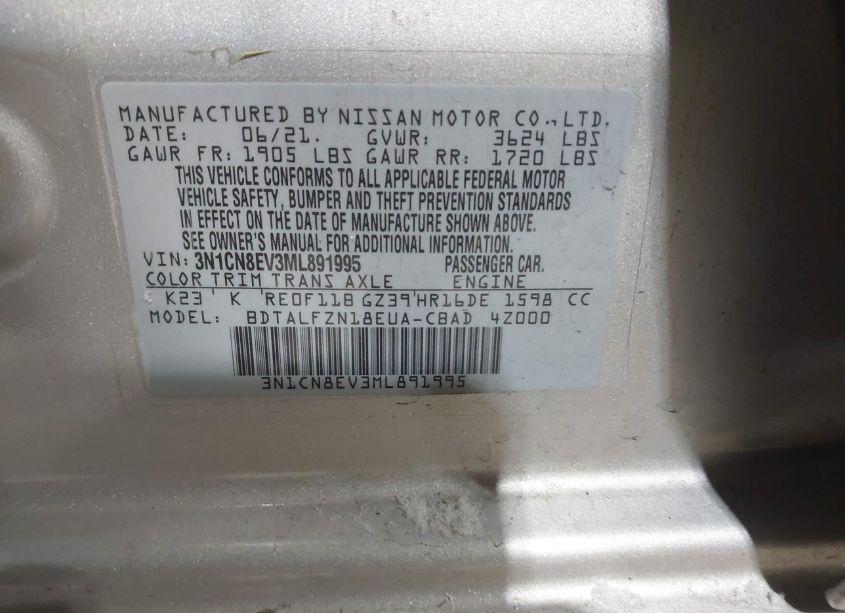 MANUFACTURED BY NISSAN MOTOR CO., LTD.
DATE: 06/21. GVWR: 3624 LBS
GAWR FR: 1905 LBS GAWR RR: 1720 LBS
THIS VEHICLE CONFORMS TO ALL APPLICABLE FEDERAL MOTOR
VEHICLE SAFETY, BUMPER AND THEFT PREVENTION STANDARDS
IN EFFECT ON THE DATE OF MANUFACTURE SHOWN ABOVE.
SEE OWNER'S MANUAL FOR ADDITIONAL INFORMATION.
VIN: 3N1CN8EV3ML891995 PASSENGER CAR.
COLOR TRIM TRANS AXLE ENGINE
K23 K RE0F11B GZ39 HR16DE 1598 CC
MODEL: BDTALFZN18EUA-CBAD 4Z000
3N1CN8EV3ML891995